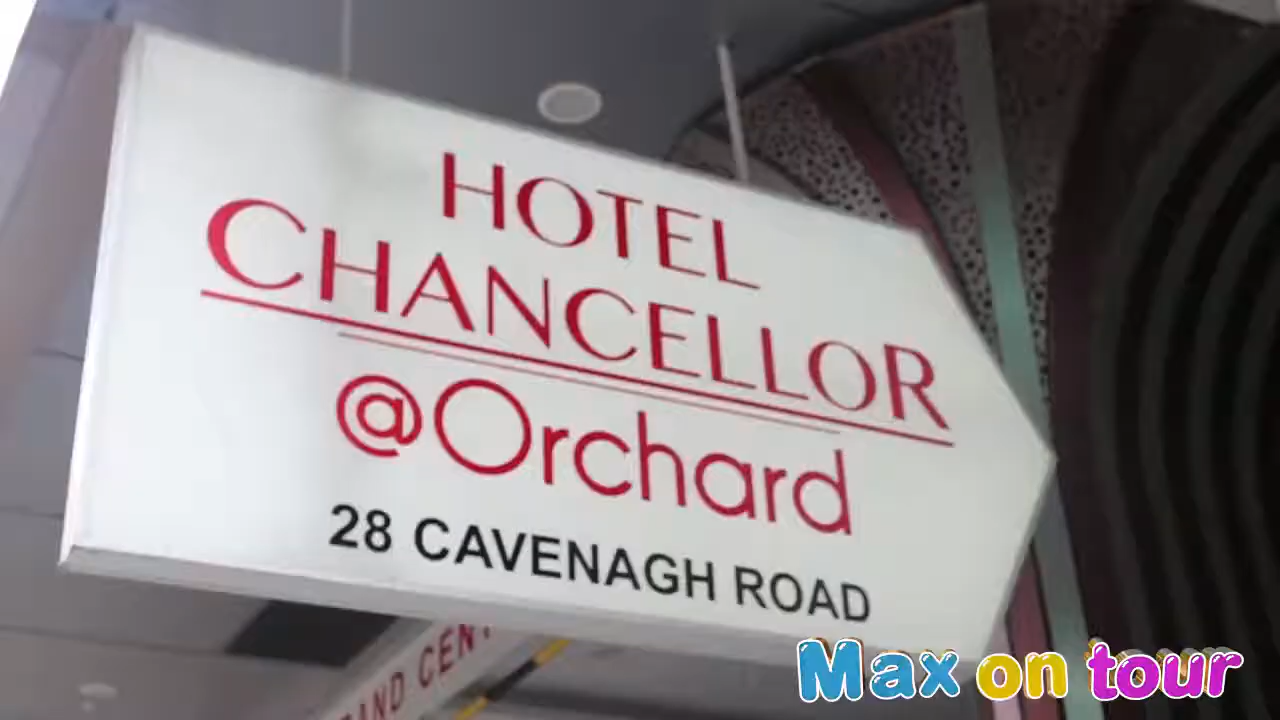 HOTEL
CHANCELLOR
@Orchard
28 CAVENAGH ROAD
Max on tour